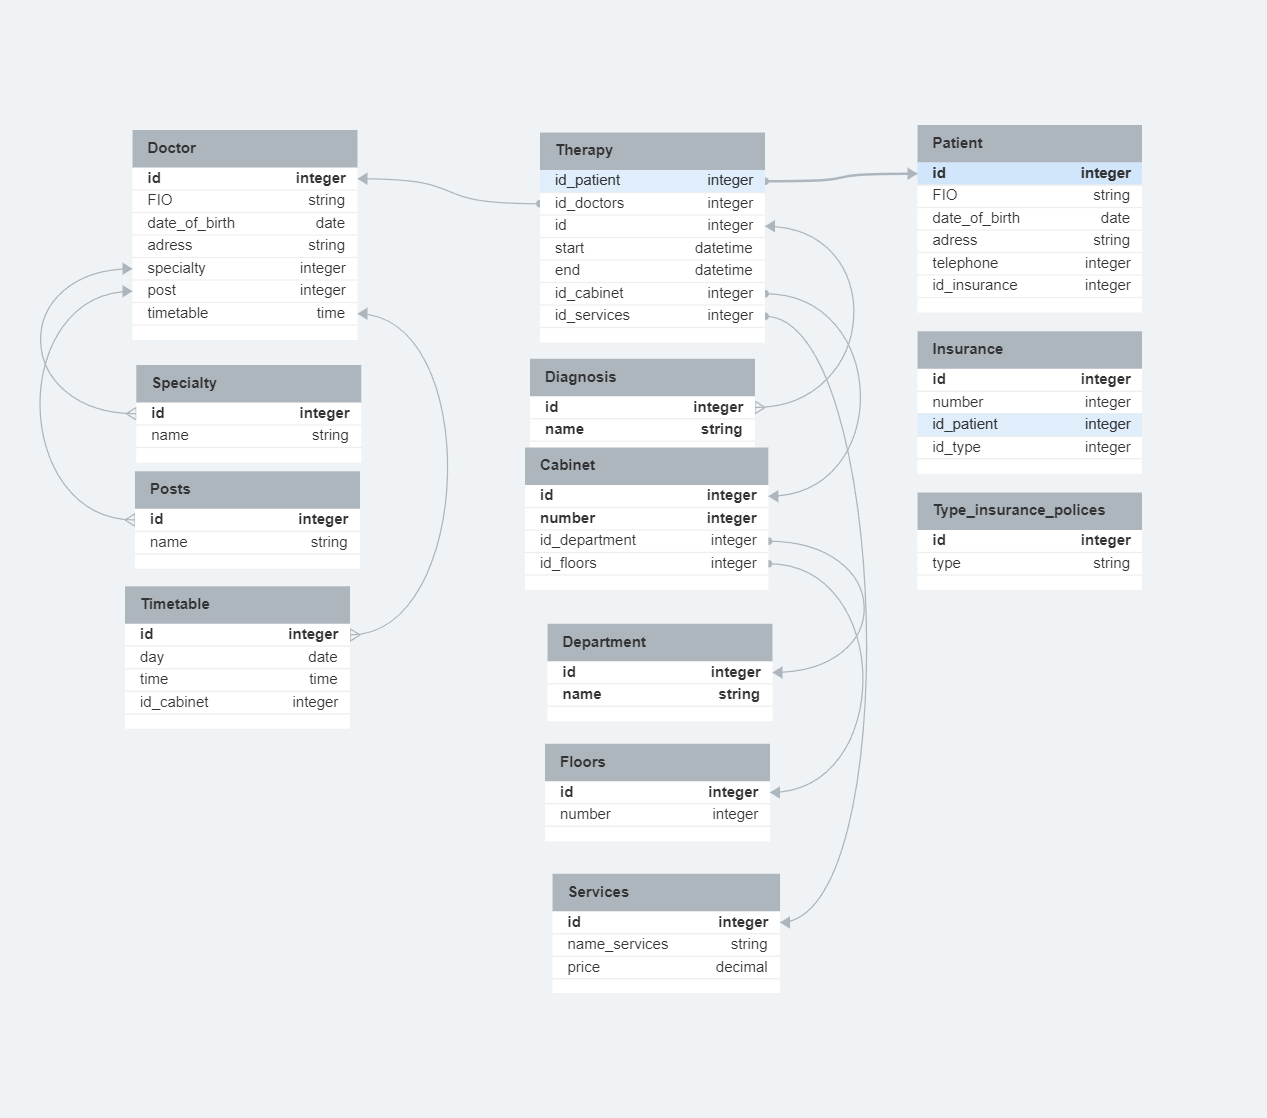 Doctor
id integer
FIO string
date_of_birth date
adress string
specialty integer
post integer
timetable time
Specialty
id integer
name string
Posts
id integer
name string
Timetable
id integer
day date
time time
id_cabinet integer
Therapy
id_patient integer
id_doctors integer
id integer
start datetime
end datetime
id_cabinet integer
id_services integer
Diagnosis
id integer
name string
Cabinet
id integer
number integer
id_department integer
id_floors integer
Department
id integer
name string
Floors
id integer
number integer
Services
id integer
name_services string
price decimal
Patient
id integer
FIO string
date_of_birth date
adress string
telephone integer
id_insurance integer
Insurance
id integer
number integer
id_patient integer
id_type integer
Type_insurance_polices
id integer
type string